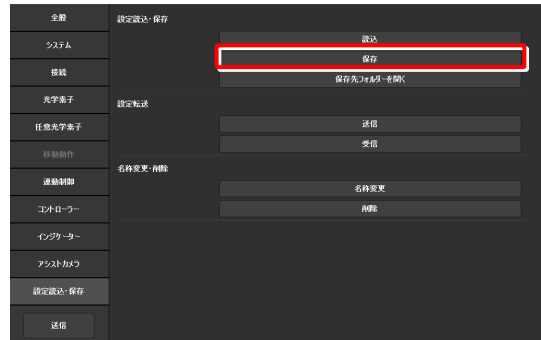 全般
システム
接続
光学素子
任意光学素子
移動動作
連動制御
コントローラー
インジケーター
アシストカメラ
設定読込・保存
送信
設定読込・保存
読込
保存
保存先フォルダーを開く
設定転送
送信
受信
名称変更・削除
名称変更
削除